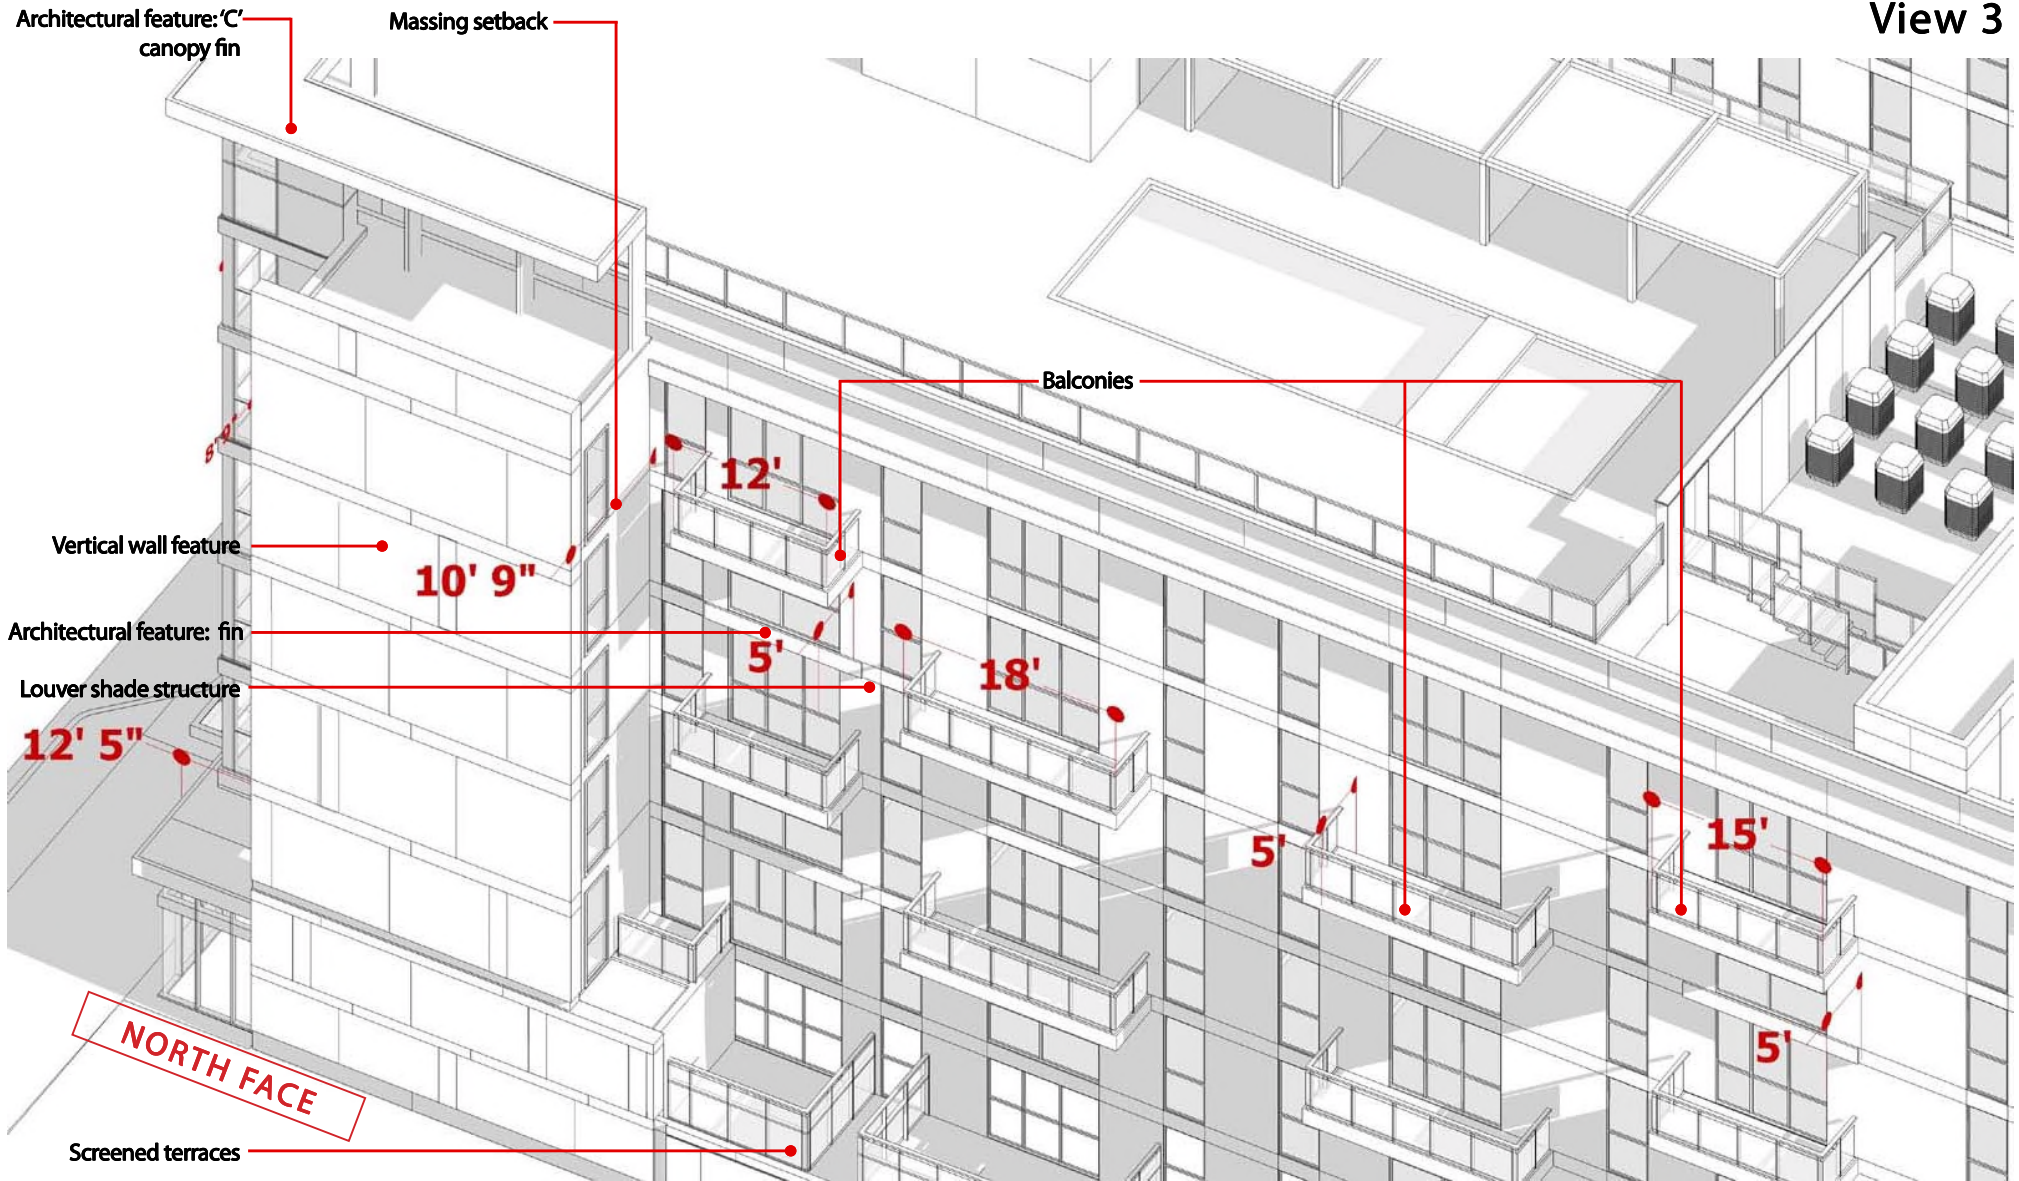 View 3
Architectural feature: 'C'
canopy fin
Massing setback
Balconies
12'
Vertical wall feature
10' 9"
Architectural feature: fin
5'
18'
Louver shade structure
12' 5"
5'
15'
NORTH FACE
5'
Screened terraces